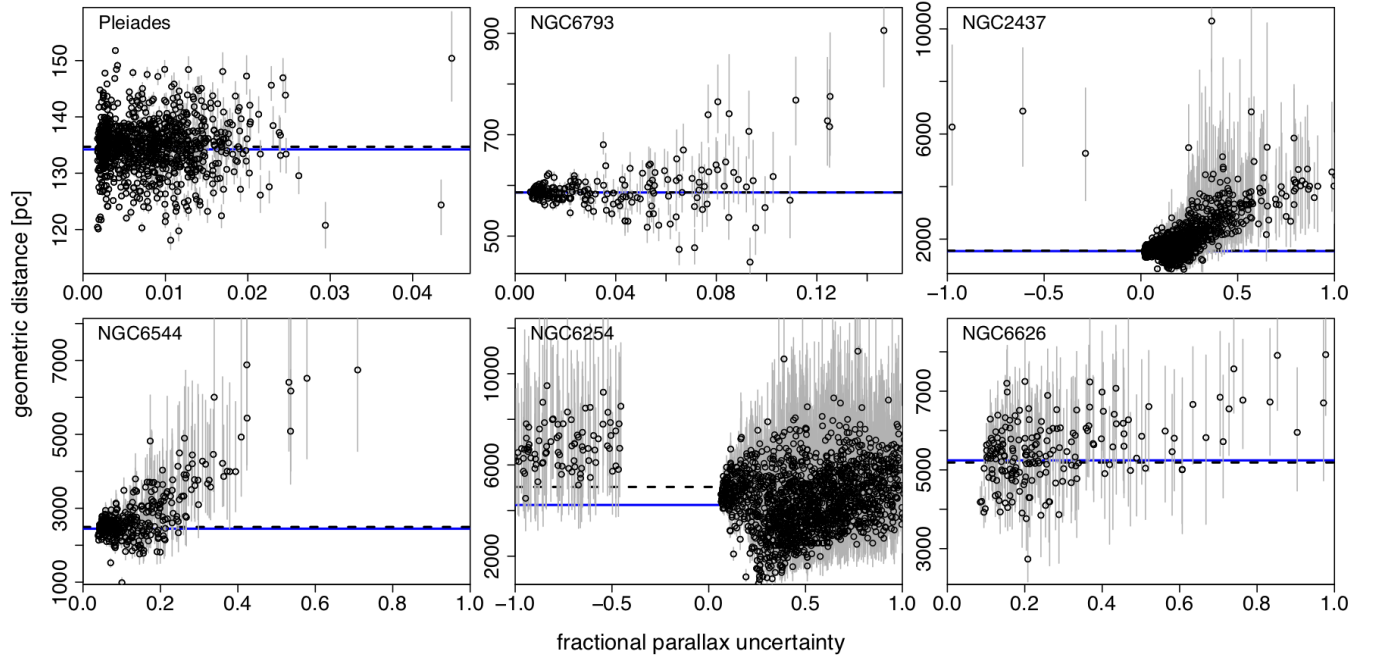 geometric distance [pc]
Pleiades
120 130 140 150
0.00 0.01 0.02 0.03 0.04
NGC6793
500 700 900
0.00 0.04 0.08 0.12
NGC2437
2000 6000 10000
−1.0 −0.5 0.0 0.5 1.0
NGC6544
1000 3000 5000 7000
0.0 0.2 0.4 0.6 0.8 1.0
NGC6254
2000 6000 10000
−1.0 −0.5 0.0 0.5 1.0
NGC6626
3000 5000 7000
0.0 0.2 0.4 0.6 0.8 1.0
fractional parallax uncertainty